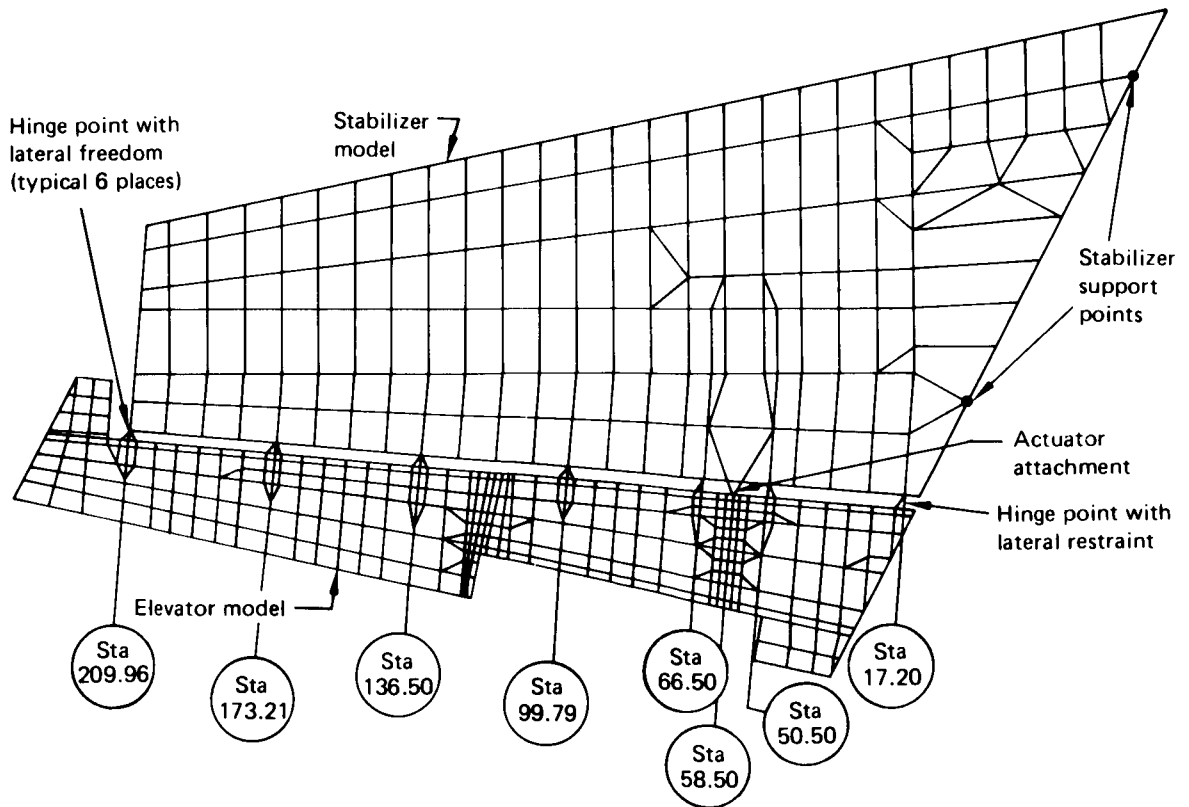 Hinge point with
lateral freedom
(typical 6 places)
Stabilizer
model
Stabilizer
support
points
Actuator
attachment
Hinge point with
lateral restraint
Elevator model
Sta
209.96
Sta
173.21
Sta
136.50
Sta
99.79
Sta
66.50
Sta
58.50
Sta
50.50
Sta
17.20